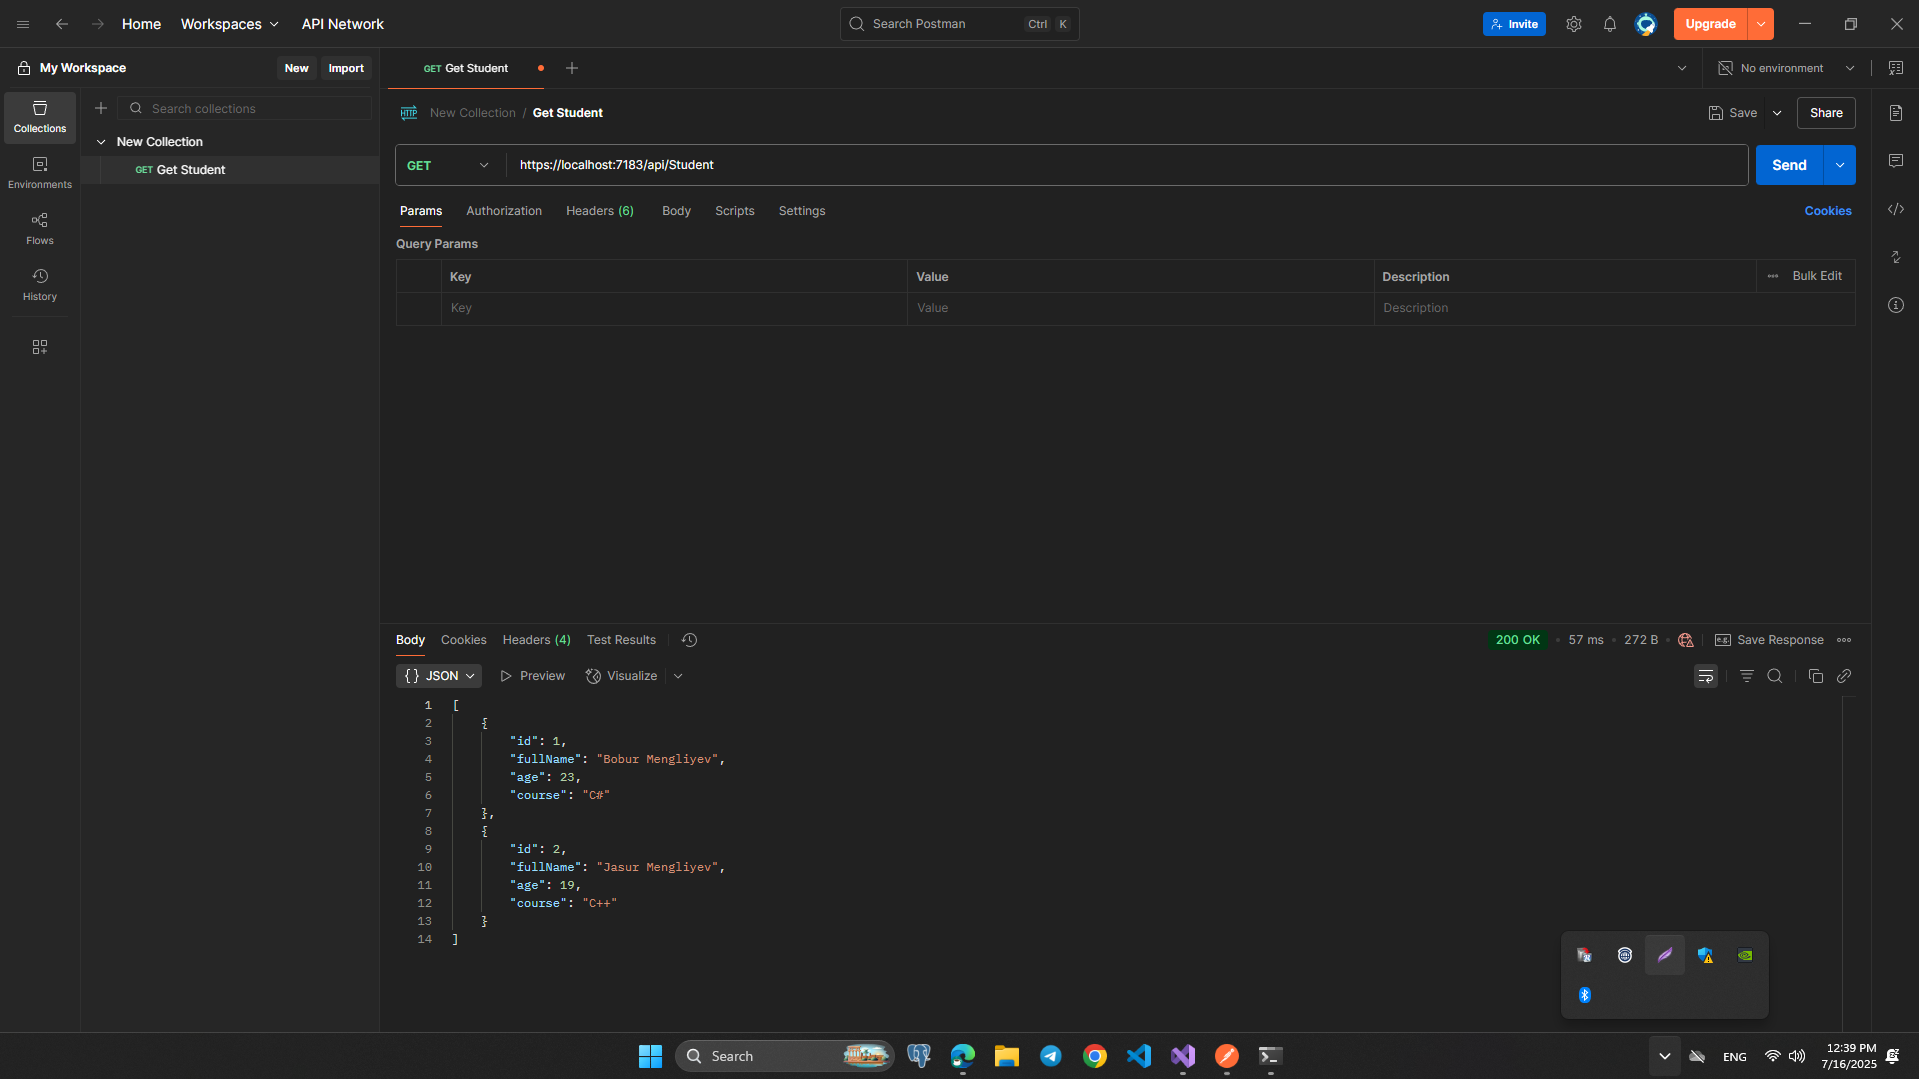 Home
Workspaces
API Network
Search Postman
Ctrl K
Invite
Upgrade
My Workspace
New
Import
GET Get Student
No environment
Collections
Search collections
New Collection
GET Get Student
Environments
Flows
History
HTTP New Collection / Get Student
Save
Share
GET
https://localhost:7183/api/Student
Send
Params
Authorization
Headers (6)
Body
Scripts
Settings
Cookies
Query Params
Key
Value
Description
Bulk Edit
Key
Value
Description
Body
Cookies
Headers (4)
Test Results
200 OK
57 ms
272 B
e.g. Save Response
{} JSON
Preview
Visualize
1 [
2 {
3 "id": 1,
4 "fullName": "Bobur Mengliyev",
5 "age": 23,
6 "course": "C#"
7 },
8 {
9 "id": 2,
10 "fullName": "Jasur Mengliyev",
11 "age": 19,
12 "course": "C++"
13 }
14 ]
Search
ENG
12:39 PM
7/16/2025